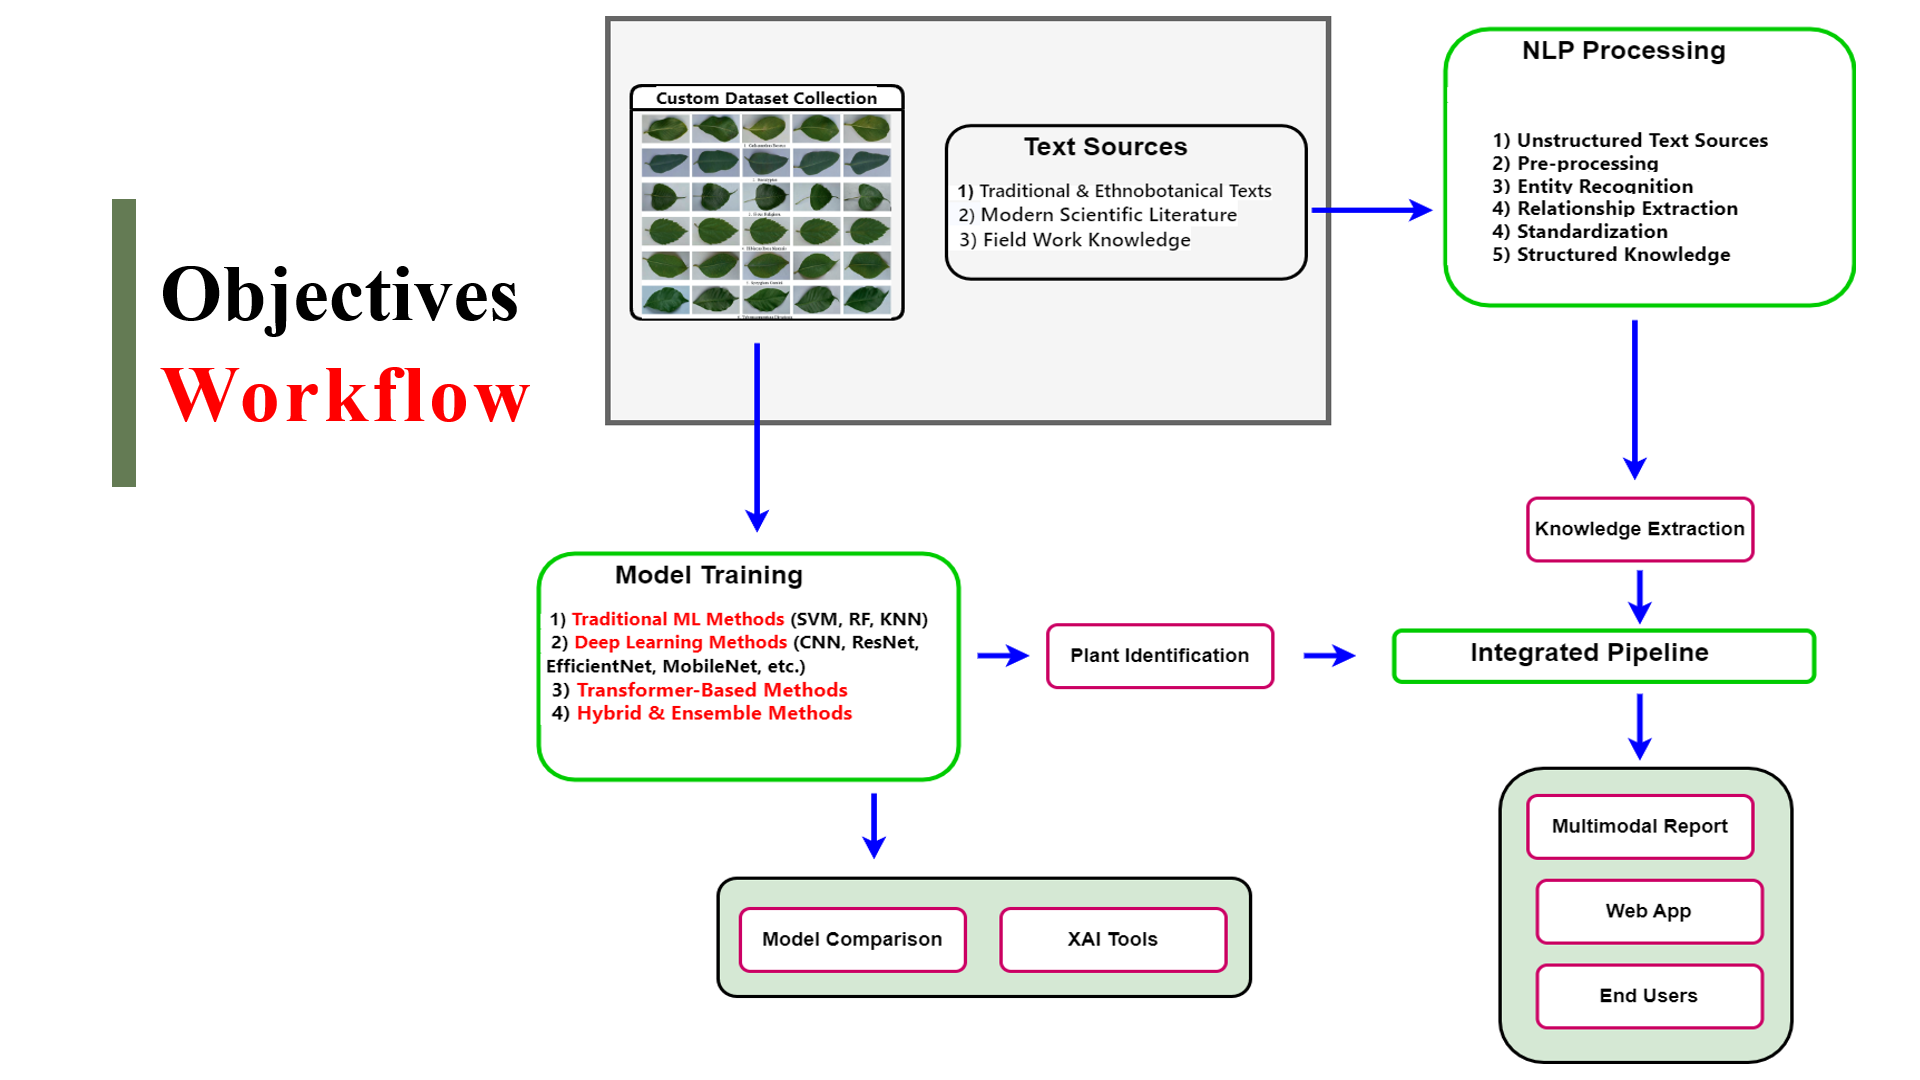 Objectives
Workflow
Custom Dataset Collection
Text Sources
1) Traditional & Ethnobotanical Texts
2) Modern Scientific Literature
3) Field Work Knowledge
NLP Processing
1) Unstructured Text Sources
2) Pre-processing
3) Entity Recognition
4) Relationship Extraction
4) Standardization
5) Structured Knowledge
Knowledge Extraction
Model Training
1) Traditional ML Methods (SVM, RF, KNN)
2) Deep Learning Methods (CNN, ResNet,
EfficientNet, MobileNet, etc.)
3) Transformer-Based Methods
4) Hybrid & Ensemble Methods
Plant Identification
Integrated Pipeline
Model Comparison
XAI Tools
Multimodal Report
Web App
End Users